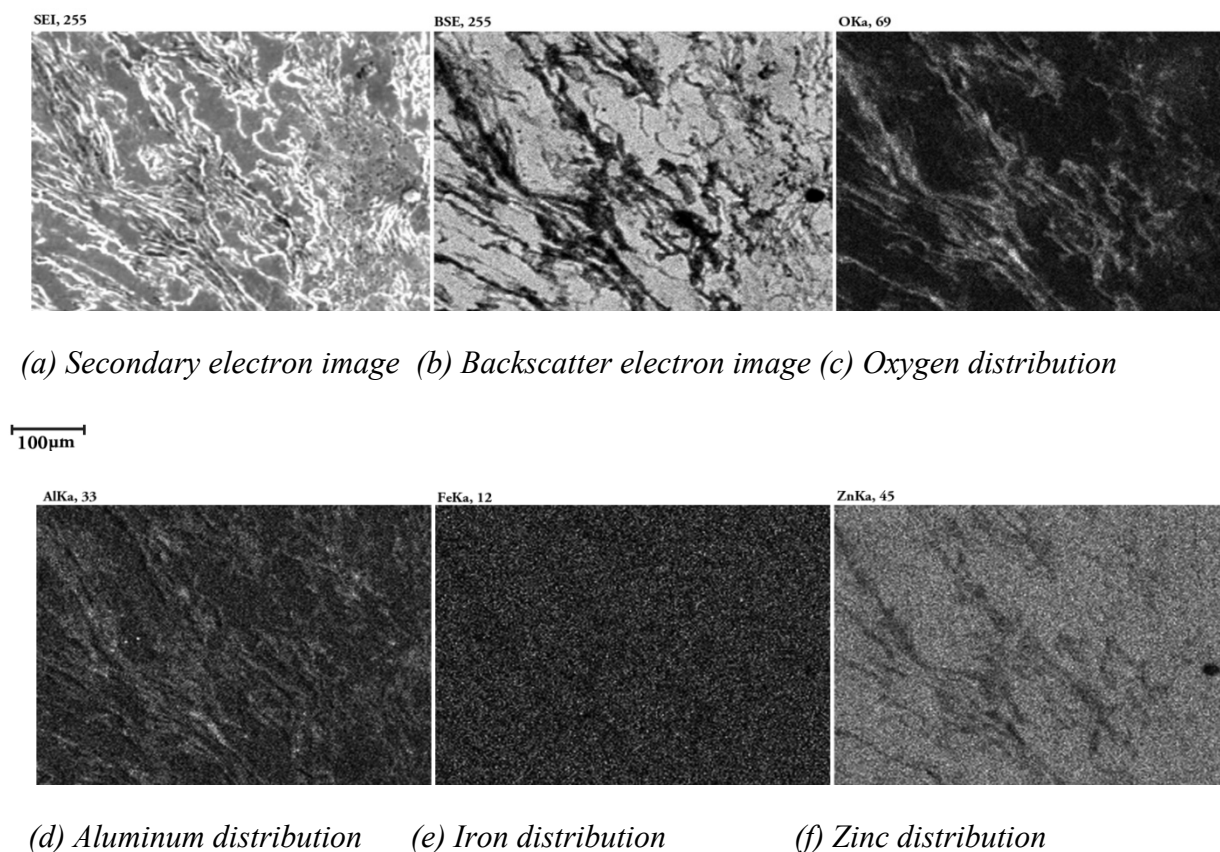 SEI, 255 BSE, 255 OKa, 69
(a) Secondary electron image (b) Backscatter electron image (c) Oxygen distribution
100µm
AlKa, 33 FeKa, 12 ZnKa, 45
(d) Aluminum distribution (e) Iron distribution (f) Zinc distribution